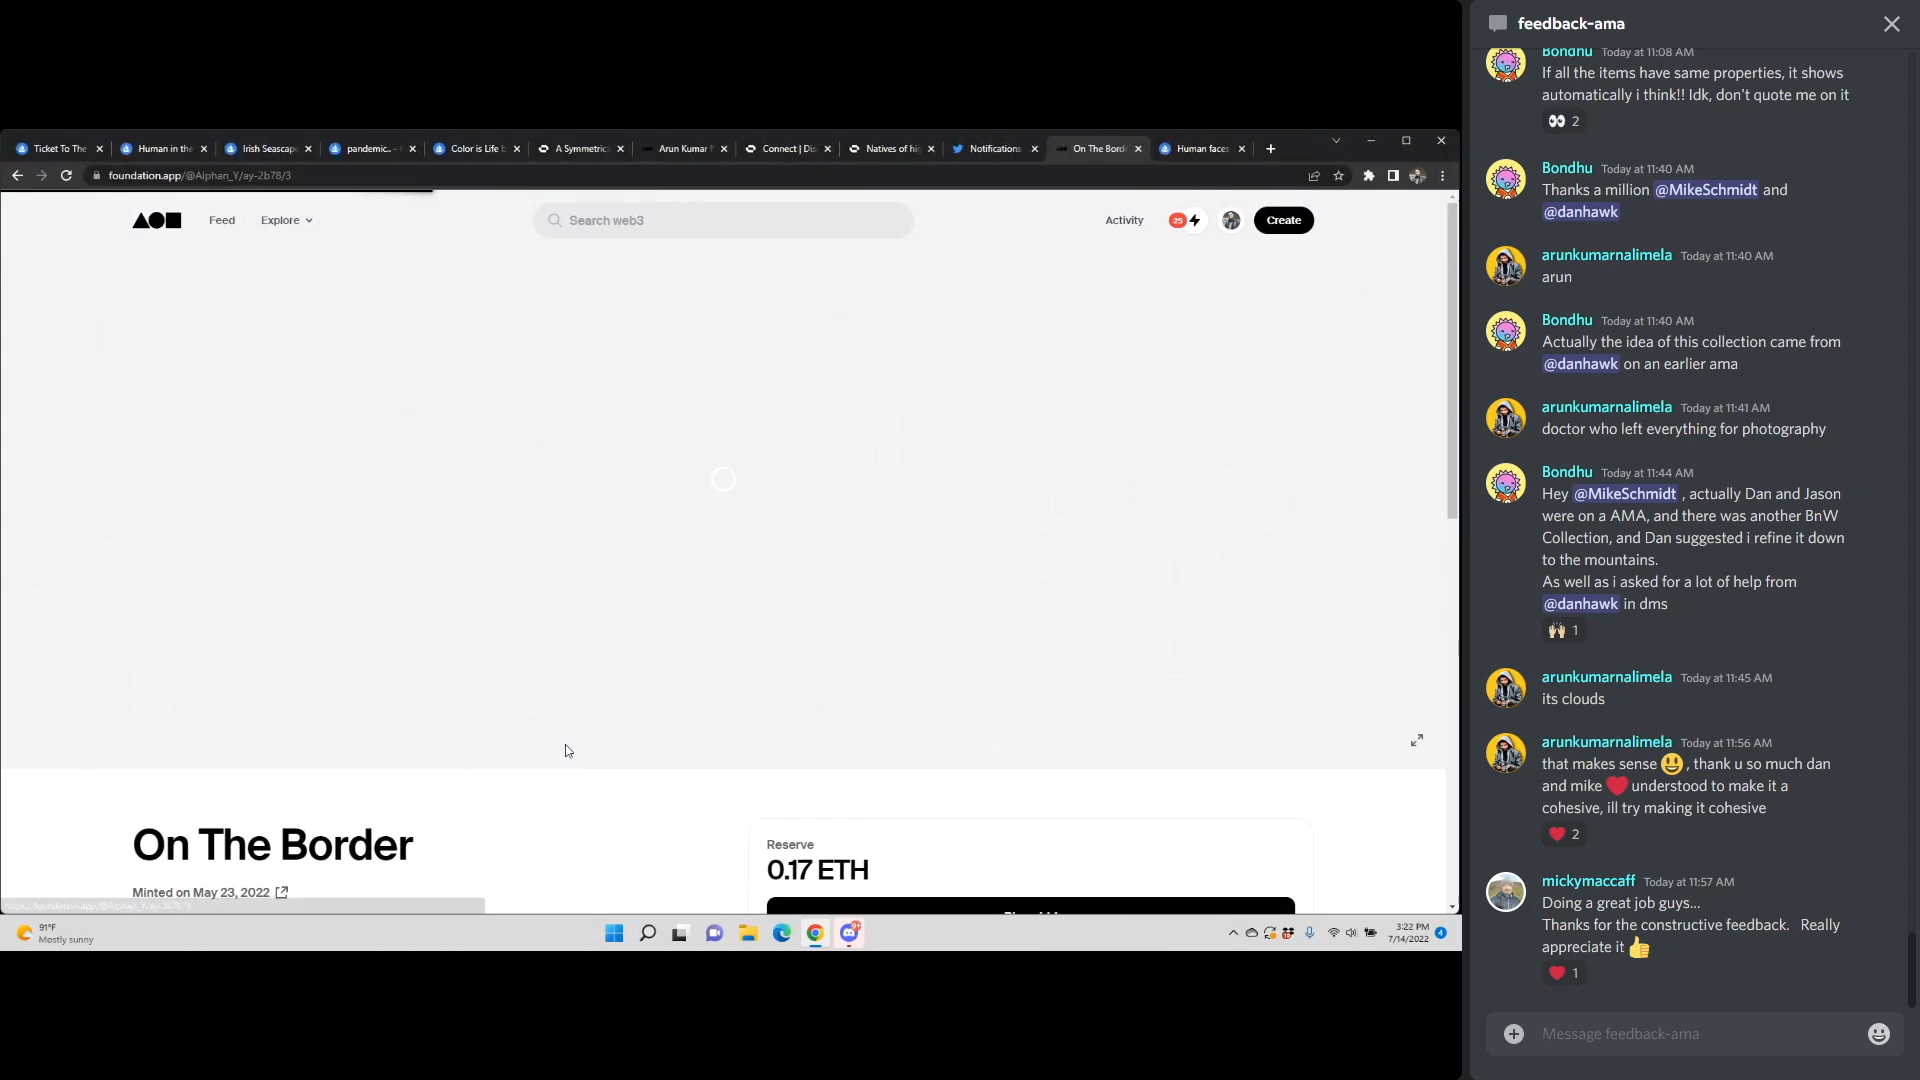 Ticket To The
Human in the
Irish Seascape
pandemic..
Color is Life b
A Symmetric
Arun Kumar
Connect | Dis
Natives of hig
Notifications
On The Bord
Human faces
foundation.app/@Alphan_Y/ay-2b78/3
Feed
Explore
Search web3
Activity
25
Create
On The Border
Minted on May 23, 2022
Reserve
0.17 ETH
91°F
Mostly sunny
3:22 PM
7/14/2022
4
feedback-ama
Bondhu Today at 11:08 AM
If all the items have same properties, it shows
automatically i think!! Idk, don't quote me on it
2
Bondhu Today at 11:40 AM
Thanks a million @MikeSchmidt and
@danhawk
arunkumarnalimela Today at 11:40 AM
arun
Bondhu Today at 11:40 AM
Actually the idea of this collection came from
@danhawk on an earlier ama
arunkumarnalimela Today at 11:41 AM
doctor who left everything for photography
Bondhu Today at 11:44 AM
Hey @MikeSchmidt , actually Dan and Jason
were on a AMA, and there was another BnW
Collection, and Dan suggested i refine it down
to the mountains.
As well as i asked for a lot of help from
@danhawk in dms
1
arunkumarnalimela Today at 11:45 AM
its clouds
arunkumarnalimela Today at 11:56 AM
that makes sense 😃 , thank u so much dan
and mike ❤️ understood to make it a
cohesive, ill try making it cohesive
2
mickymaccaff Today at 11:57 AM
Doing a great job guys...
Thanks for the constructive feedback. Really
appreciate it 👍
1
Message feedback-ama